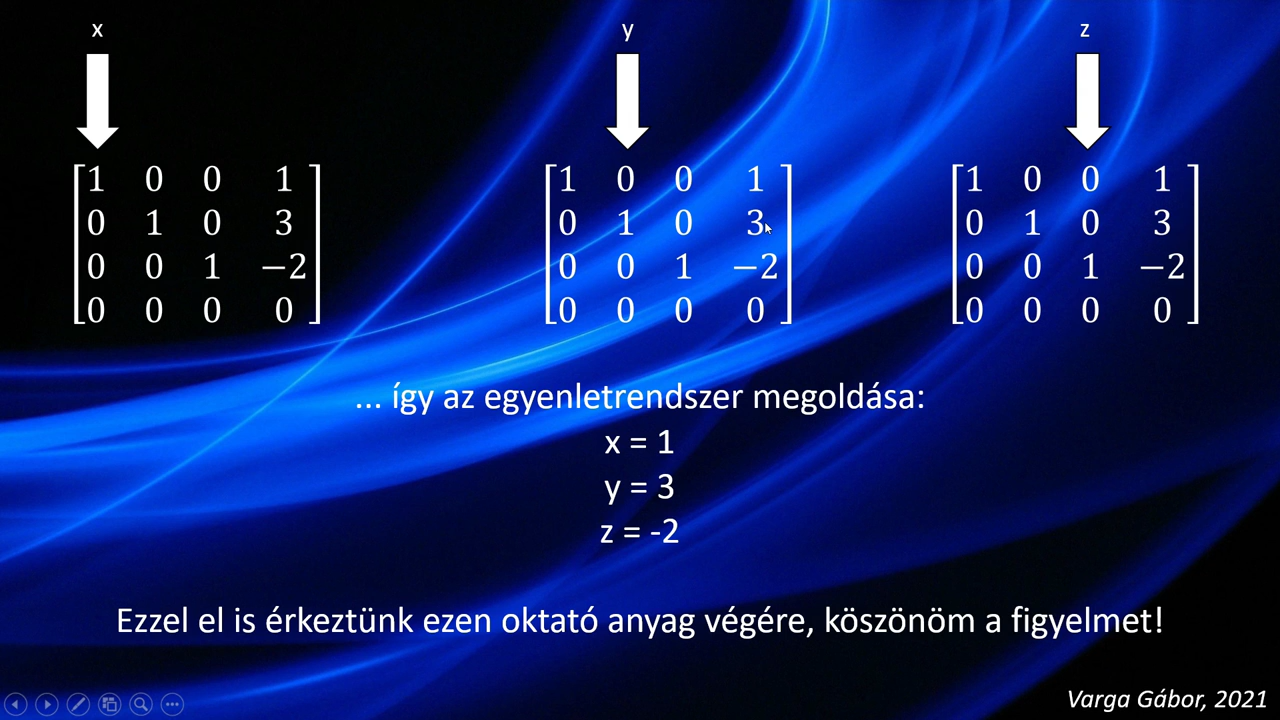 x y z
1 0 0 1 1 0 0 1 1 0 0 1
0 1 0 3 0 1 0 3 0 1 0 3
0 0 1 −2 0 0 1 −2 0 0 1 −2
0 0 0 0 0 0 0 0 0 0 0 0
... így az egyenletrendszer megoldása:
x = 1
y = 3
z = -2
Ezzel el is érkeztünk ezen oktató anyag végére, köszönöm a figyelmet!
Varga Gábor, 2021